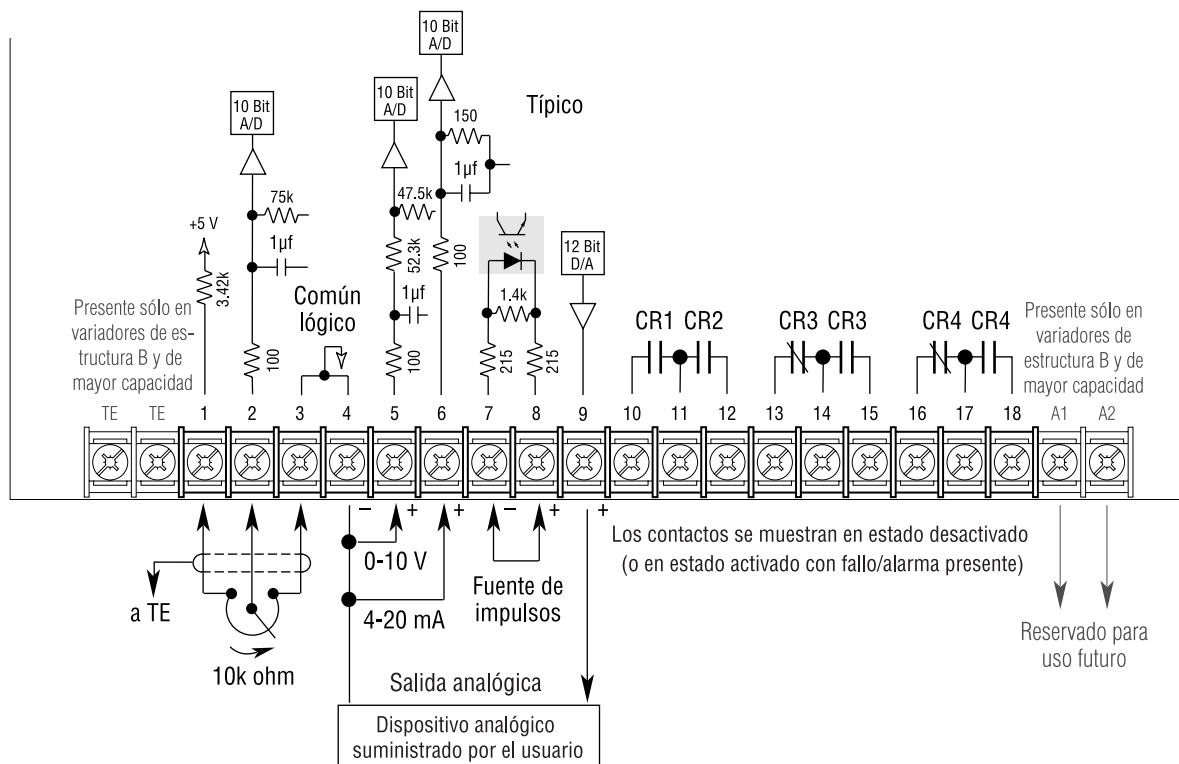 10 Bit
A/D
10 Bit
A/D
10 Bit
A/D
Típico
150
1µf
75k
+5 V
1µf
3.42k
47.5k
52.3k
1µf
100
100
100
12 Bit
D/A
1.4k
215
215
Común
lógico
Presente sólo en
variadores de es-
tructura B y de
mayor capacidad
CR1 CR2
CR3 CR3
CR4 CR4
Presente sólo en
variadores de
estructura B y de
mayor capacidad
TE TE 1 2 3 4 5 6 7 8 9 10 11 12 13 14 15 16 17 18 A1 A2
– + + – + +
0-10 V
4-20 mA
a TE
10k ohm
Fuente de
impulsos
Los contactos se muestran en estado desactivado
(o en estado activado con fallo/alarma presente)
Reservado para
uso futuro
Salida analógica
Dispositivo analógico
suministrado por el usuario